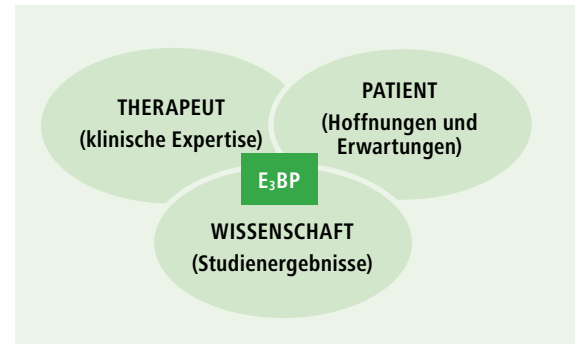 THERAPEUT
(klinische Expertise)
PATIENT
(Hoffnungen und
Erwartungen)
E₃BP
WISSENSCHAFT
(Studienergebnisse)